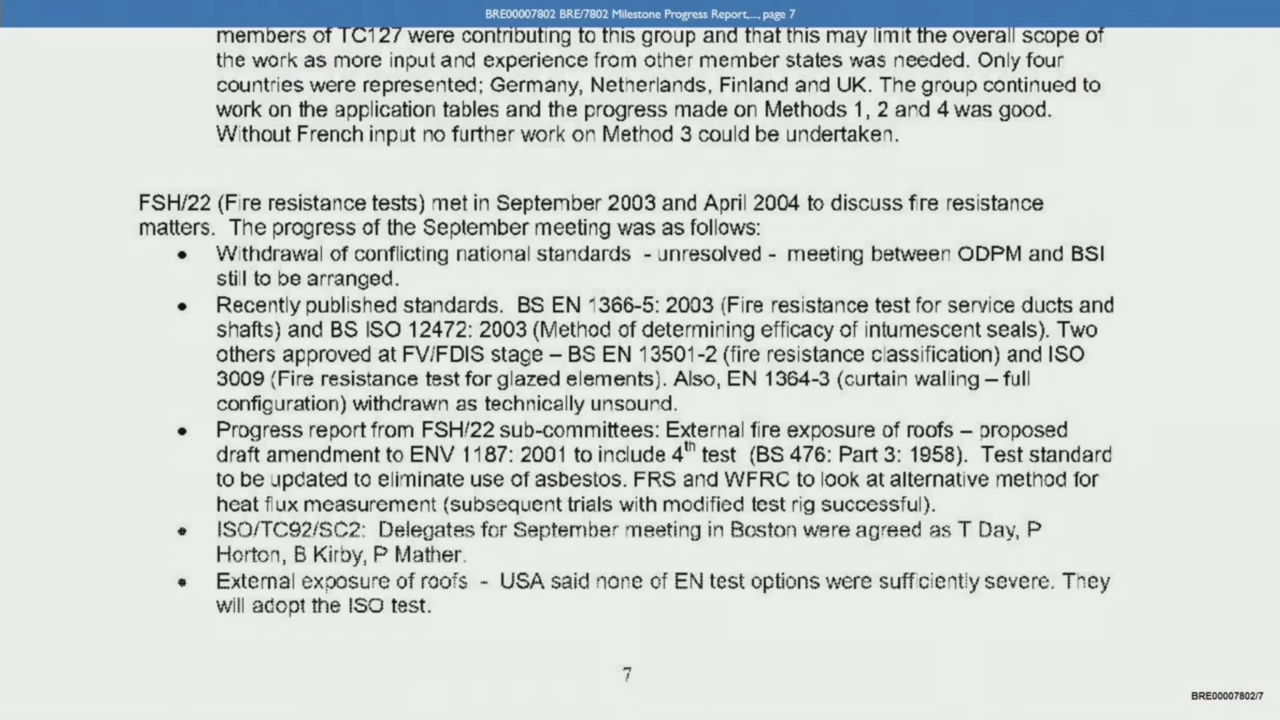 BRE00007802 BRE/7802 Milestone Progress Report,..., page 7
members of TC127 were contributing to this group and that this may limit the overall scope of
the work as more input and experience from other member states was needed. Only four
countries were represented; Germany, Netherlands, Finland and UK. The group continued to
work on the application tables and the progress made on Methods 1, 2 and 4 was good.
Without French input no further work on Method 3 could be undertaken.
FSH/22 (Fire resistance tests) met in September 2003 and April 2004 to discuss fire resistance
matters. The progress of the September meeting was as follows:
• Withdrawal of conflicting national standards - unresolved - meeting between ODPM and BSI
still to be arranged.
• Recently published standards. BS EN 1366-5: 2003 (Fire resistance test for service ducts and
shafts) and BS ISO 12472: 2003 (Method of determining efficacy of intumescent seals). Two
others approved at FV/FDIS stage – BS EN 13501-2 (fire resistance classification) and ISO
3009 (Fire resistance test for glazed elements). Also, EN 1364-3 (curtain walling – full
configuration) withdrawn as technically unsound.
• Progress report from FSH/22 sub-committees: External fire exposure of roofs – proposed
draft amendment to ENV 1187: 2001 to include 4th test (BS 476: Part 3: 1958). Test standard
to be updated to eliminate use of asbestos. FRS and WFRC to look at alternative method for
heat flux measurement (subsequent trials with modified test rig successful).
• ISO/TC92/SC2: Delegates for September meeting in Boston were agreed as T Day, P
Horton, B Kirby, P Mather.
• External exposure of roofs - USA said none of EN test options were sufficiently severe. They
will adopt the ISO test.
7
BRE00007802/7